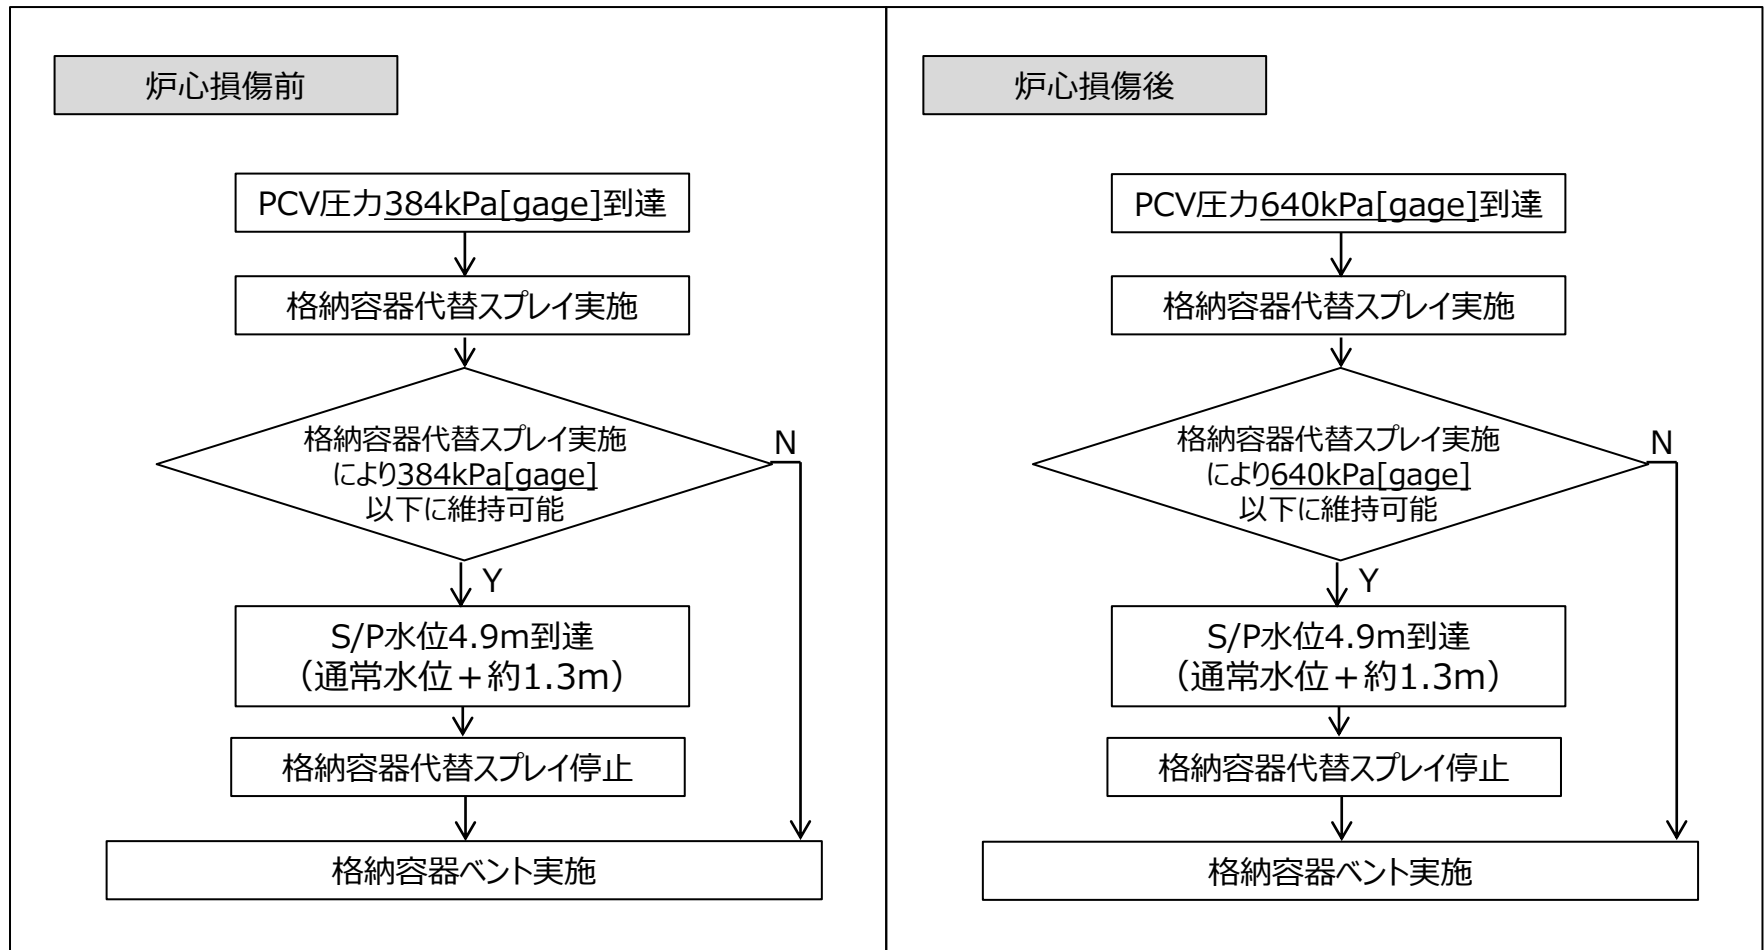 炉心損傷前
PCV圧力384kPa[gage]到達
格納容器代替スプレイ実施
格納容器代替スプレイ実施
により384kPa[gage]
以下に維持可能
N
Y
S/P水位4.9m到達
（通常水位＋約1.3m）
格納容器代替スプレイ停止
格納容器ベント実施
炉心損傷後
PCV圧力640kPa[gage]到達
格納容器代替スプレイ実施
格納容器代替スプレイ実施
により640kPa[gage]
以下に維持可能
N
Y
S/P水位4.9m到達
（通常水位＋約1.3m）
格納容器代替スプレイ停止
格納容器ベント実施